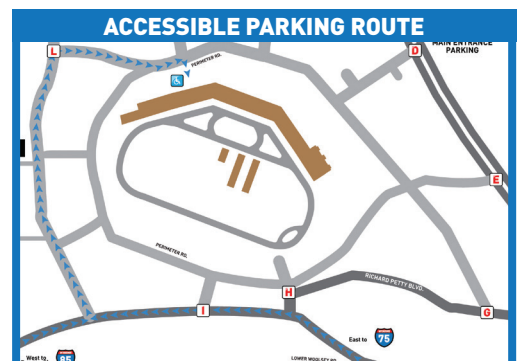 ACCESSIBLE PARKING ROUTE
L
D
MAIN ENTRANCE
PARKING
PERIMETER RD.
E
PERIMETER RD.
RICHARD PETTY BLVD.
H
I
G
East to
75
West to
85
LOWER WOOLSEY RD.